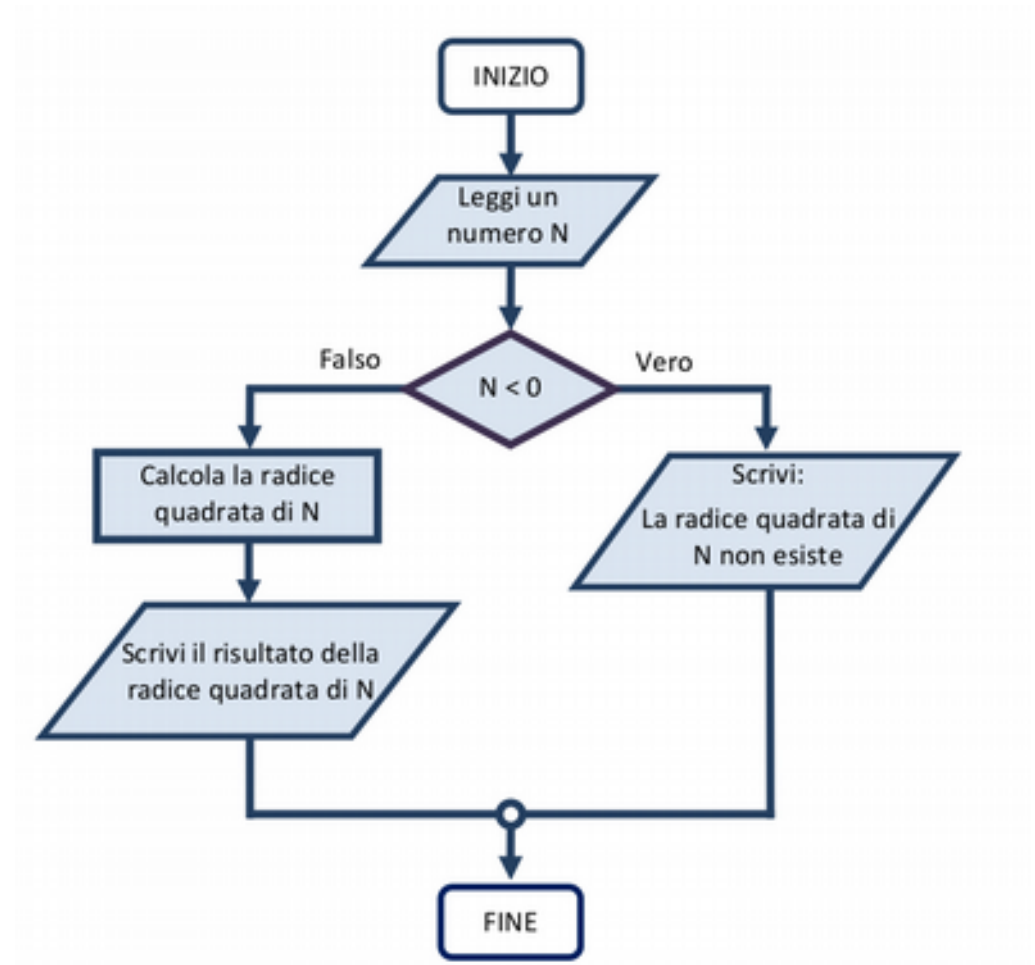 INIZIO
Leggi un
numero N
Falso
Vero
N < 0
Calcola la radice
quadrata di N
Scrivi:
La radice quadrata di
N non esiste
Scrivi il risultato della
radice quadrata di N
FINE